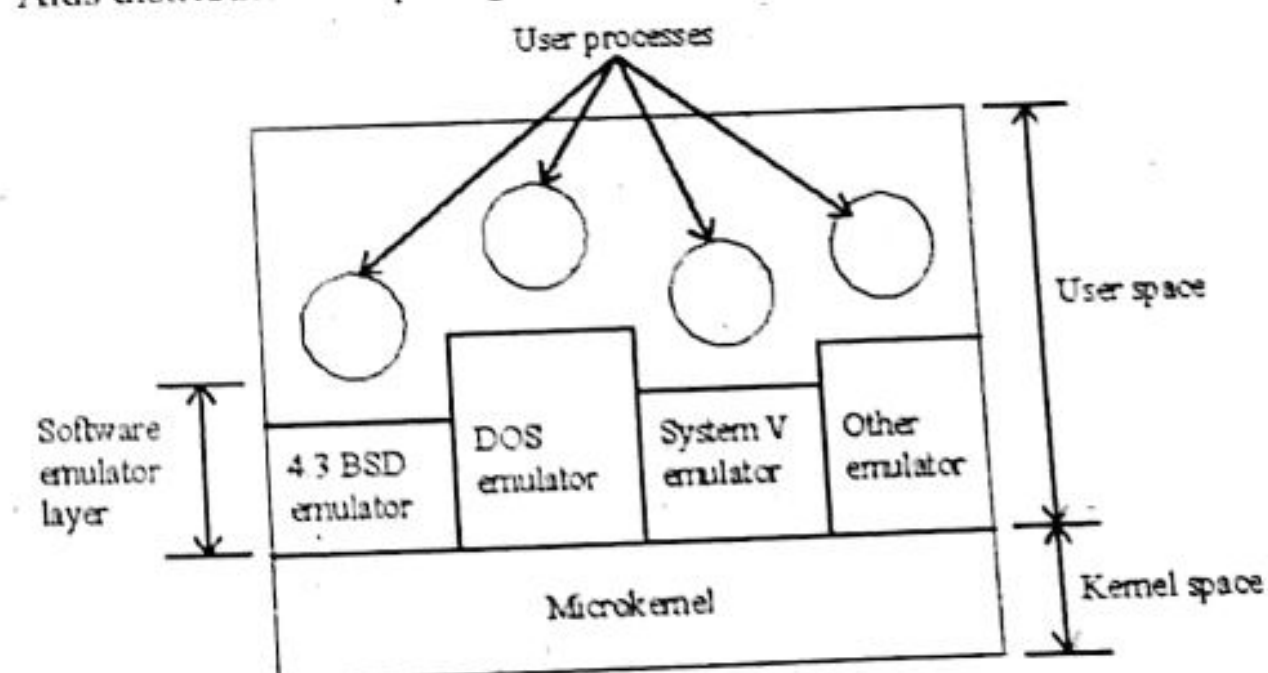 User processes
User space
Software
emulator
layer
4.3 BSD
emulator
DOS
emulator
System V
emulator
Other
emulator
Microkernel
Kernel space